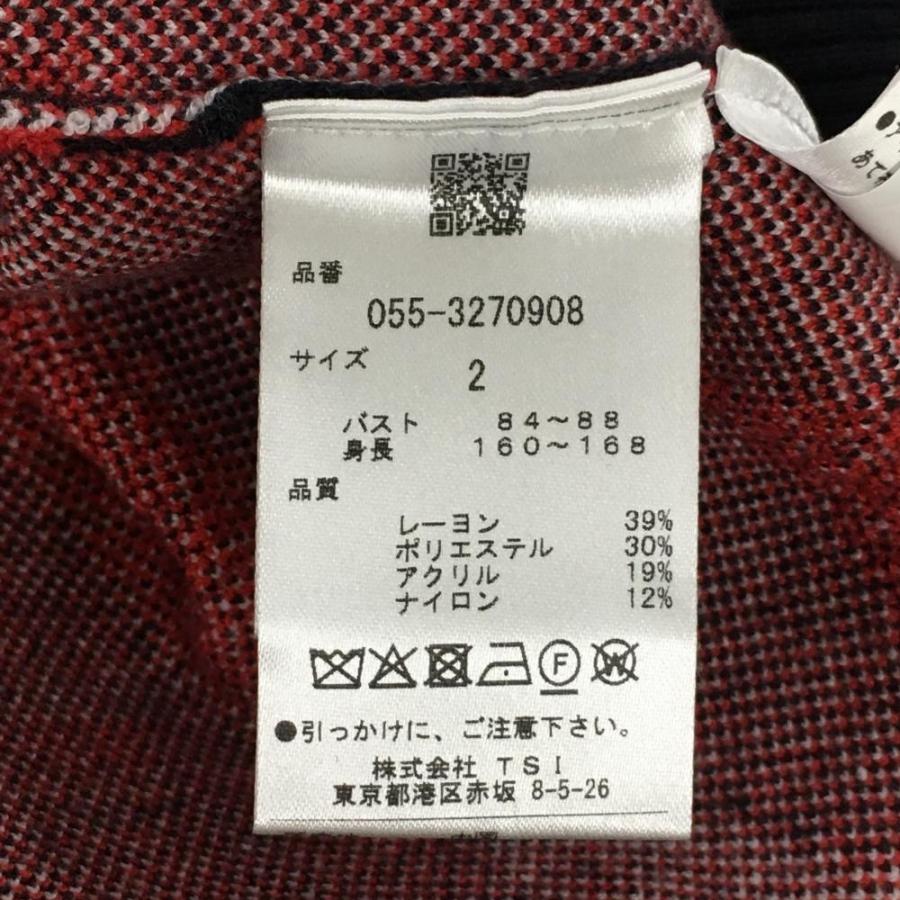 品番
055-3270908
サイズ
2
バスト 84～88
身長 160～168
品質
レーヨン 39%
ポリエステル 30%
アクリル 19%
ナイロン 12%
F
W
●引っかけに、ご注意下さい。
株式会社 TSI
東京都港区赤坂 8-5-26
あて